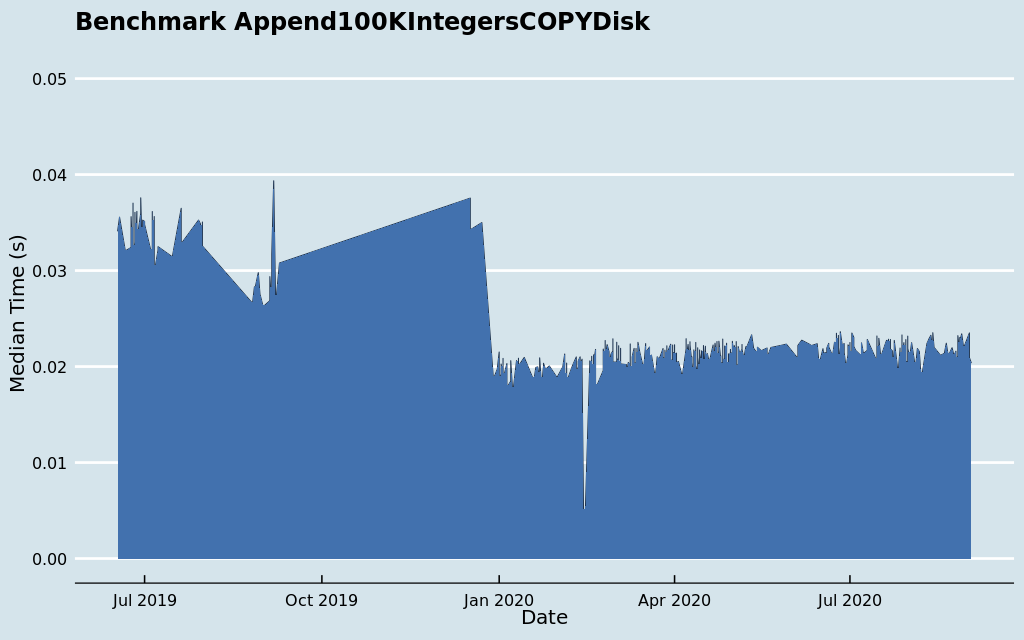 Benchmark Append100KIntegersCOPYDisk
0.05
0.04
0.03
0.02
0.01
0.00
Median Time (s)
Jul 2019
Oct 2019
Jan 2020
Apr 2020
Jul 2020
Date